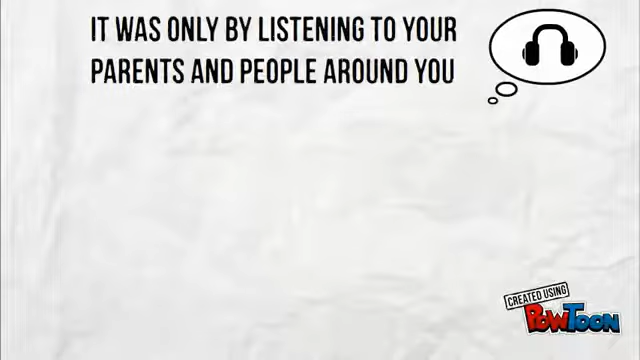 IT WAS ONLY BY LISTENING TO YOUR
PARENTS AND PEOPLE AROUND YOU
CREATED USING
POWTOON